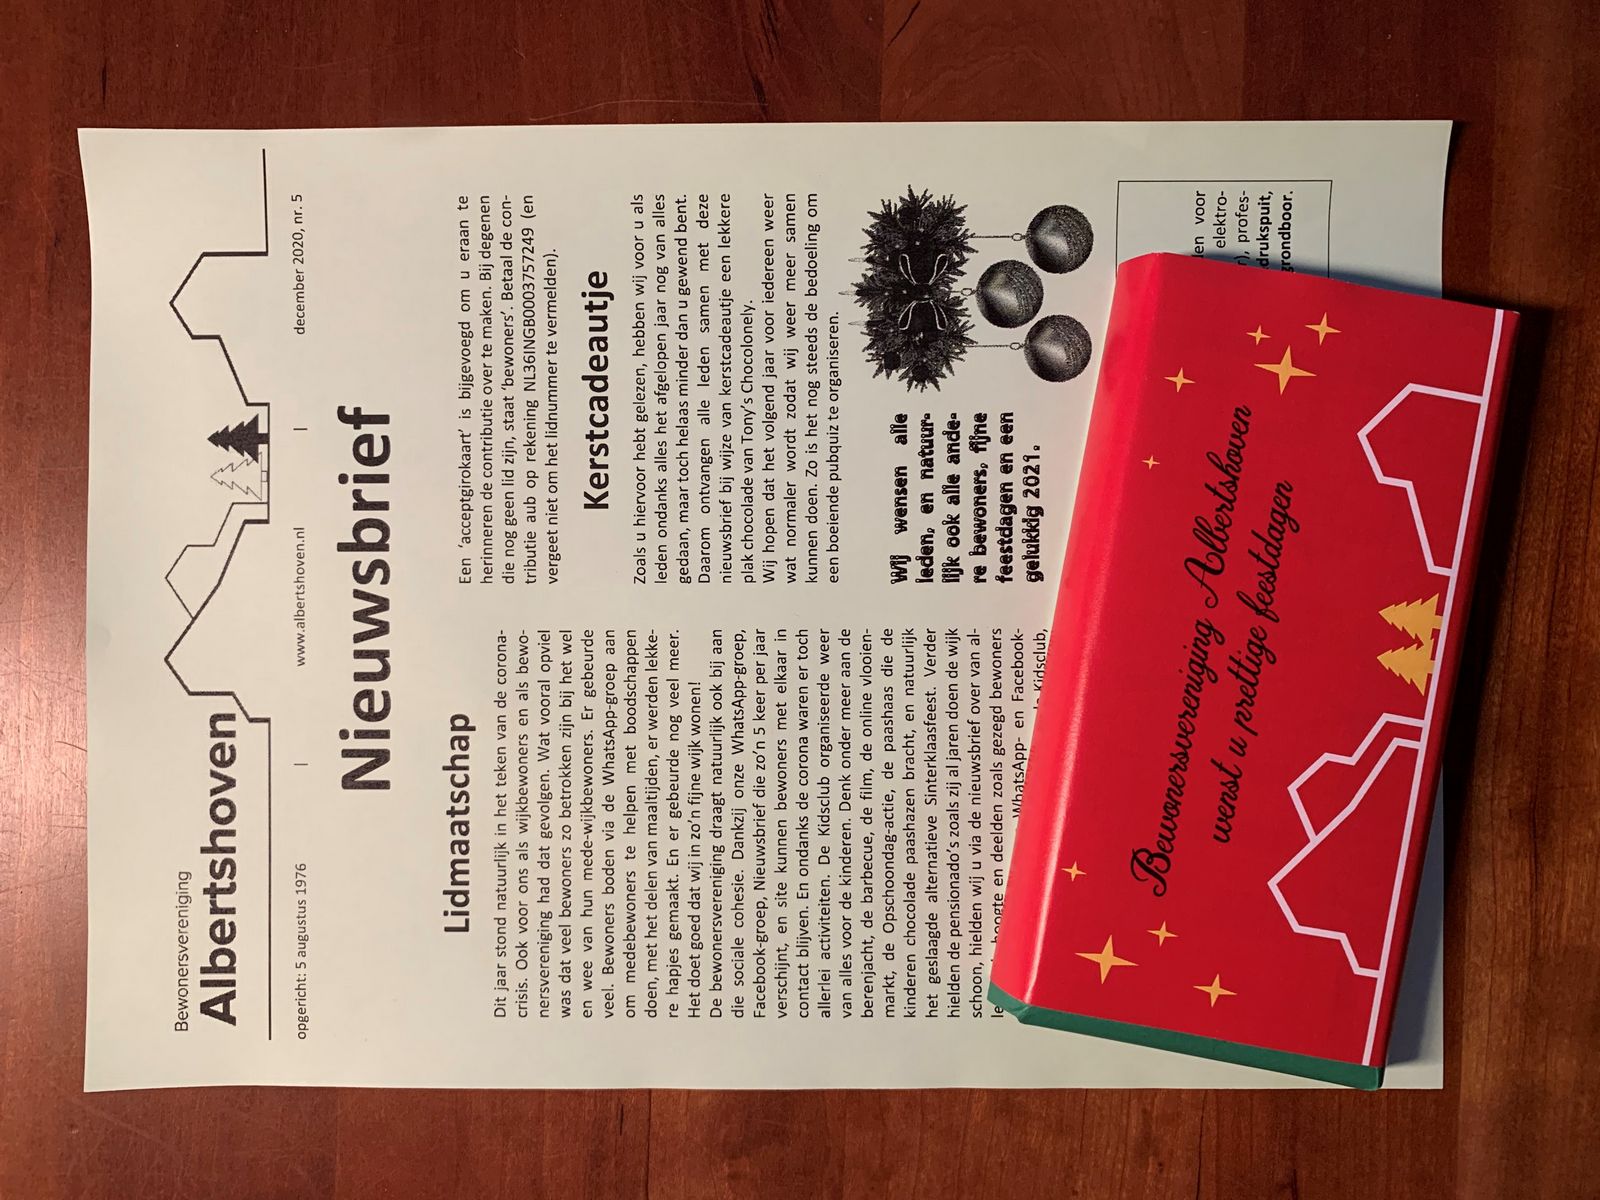 Bewonersvereniging
Albertshoven
opgericht: 5 augustus 1976 | www.albertshoven.nl | december 2020, nr. 5
Nieuwsbrief
Lidmaatschap
Dit jaar stond natuurlijk in het teken van de corona-
crisis. Ook voor ons als wijkbewoners en als bewo-
nersvereniging had dat gevolgen. Wat vooral opviel
was dat veel bewoners zo betrokken zijn bij het wel
en wee van hun mede-wijkbewoners. Er gebeurde
veel. Bewoners boden via de WhatsApp-groep aan
om medebewoners te helpen met boodschappen
doen, met het delen van maaltijden, er werden lekke-
re hapjes gemaakt. En er gebeurde nog veel meer.
Het doet goed dat wij in zo'n fijne wijk wonen!
De bewonersvereniging draagt natuurlijk ook bij aan
die sociale cohesie. Dankzij onze WhatsApp-groep,
Facebook-groep, Nieuwsbrief die zo'n 5 keer per jaar
verschijnt, en site kunnen bewoners met elkaar in
contact blijven. En ondanks de corona waren er toch
allerlei activiteiten. De Kidsclub organiseerde weer
van alles voor de kinderen. Denk onder meer aan de
berenjacht, de barbecue, de film, de online vlooien-
markt, de Opschoondag-actie, de paashaas die de
kinderen chocolade paashazen bracht, en natuurlijk
het geslaagde alternatieve Sinterklaasfeest. Verder
hielden de pensionado's zoals zij al jaren doen de wijk
schoon, hielden wij u via de nieuwsbrief over van al-
hoogte en deelden zoals gezegd bewoners
WhatsApp- en Facebook-
Kidsclub,
Een 'acceptgirokaart' is bijgevoegd om u eraan te
herinneren de contributie over te maken. Bij degenen
die nog geen lid zijn, staat 'bewoners'. Betaal de con-
tributie aub op rekening NL36INGB0003757249 (en
vergeet niet om het lidnummer te vermelden).
Kerstcadeautje
Zoals u hiervoor hebt gelezen, hebben wij voor u als
leden ondanks alles het afgelopen jaar nog van alles
gedaan, maar toch helaas minder dan u gewend bent.
Daarom ontvangen alle leden samen met deze
nieuwsbrief bij wijze van kerstcadeautje een lekkere
plak chocolade van Tony's Chocolonely.
Wij hopen dat het volgend jaar voor iedereen weer
wat normaler wordt zodat wij weer meer samen
kunnen doen. Zo is het nog steeds de bedoeling om
een boeiende pubquiz te organiseren.
Wij wensen alle
leden, en natuur-
lijk ook alle ande-
re bewoners, fijne
feestdagen en een
gelukkig 2021.
voor
elektro-
profes-
drukspuit,
grondboor.
Bewonersvereniging Albertshoven
wenst u prettige feestdagen